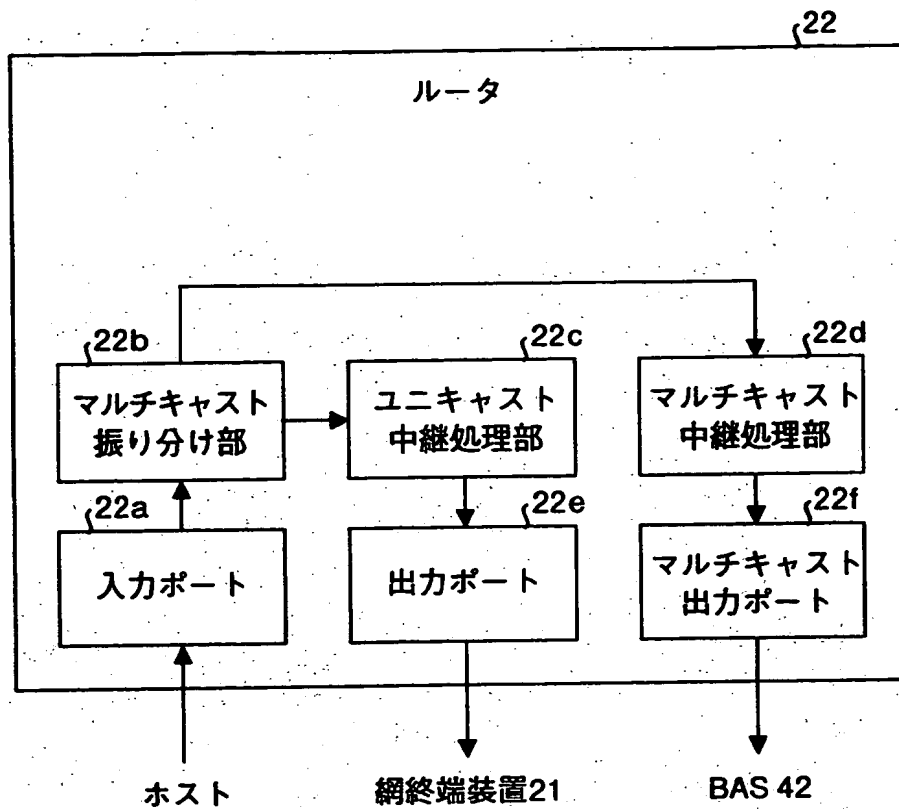 22
ルータ
22b
マルチキャスト
振り分け部
22c
ユニキャスト
中継処理部
22d
マルチキャスト
中継処理部
22a
入力ポート
22e
出力ポート
22f
マルチキャスト
出力ポート
ホスト
網終端装置21
BAS 42